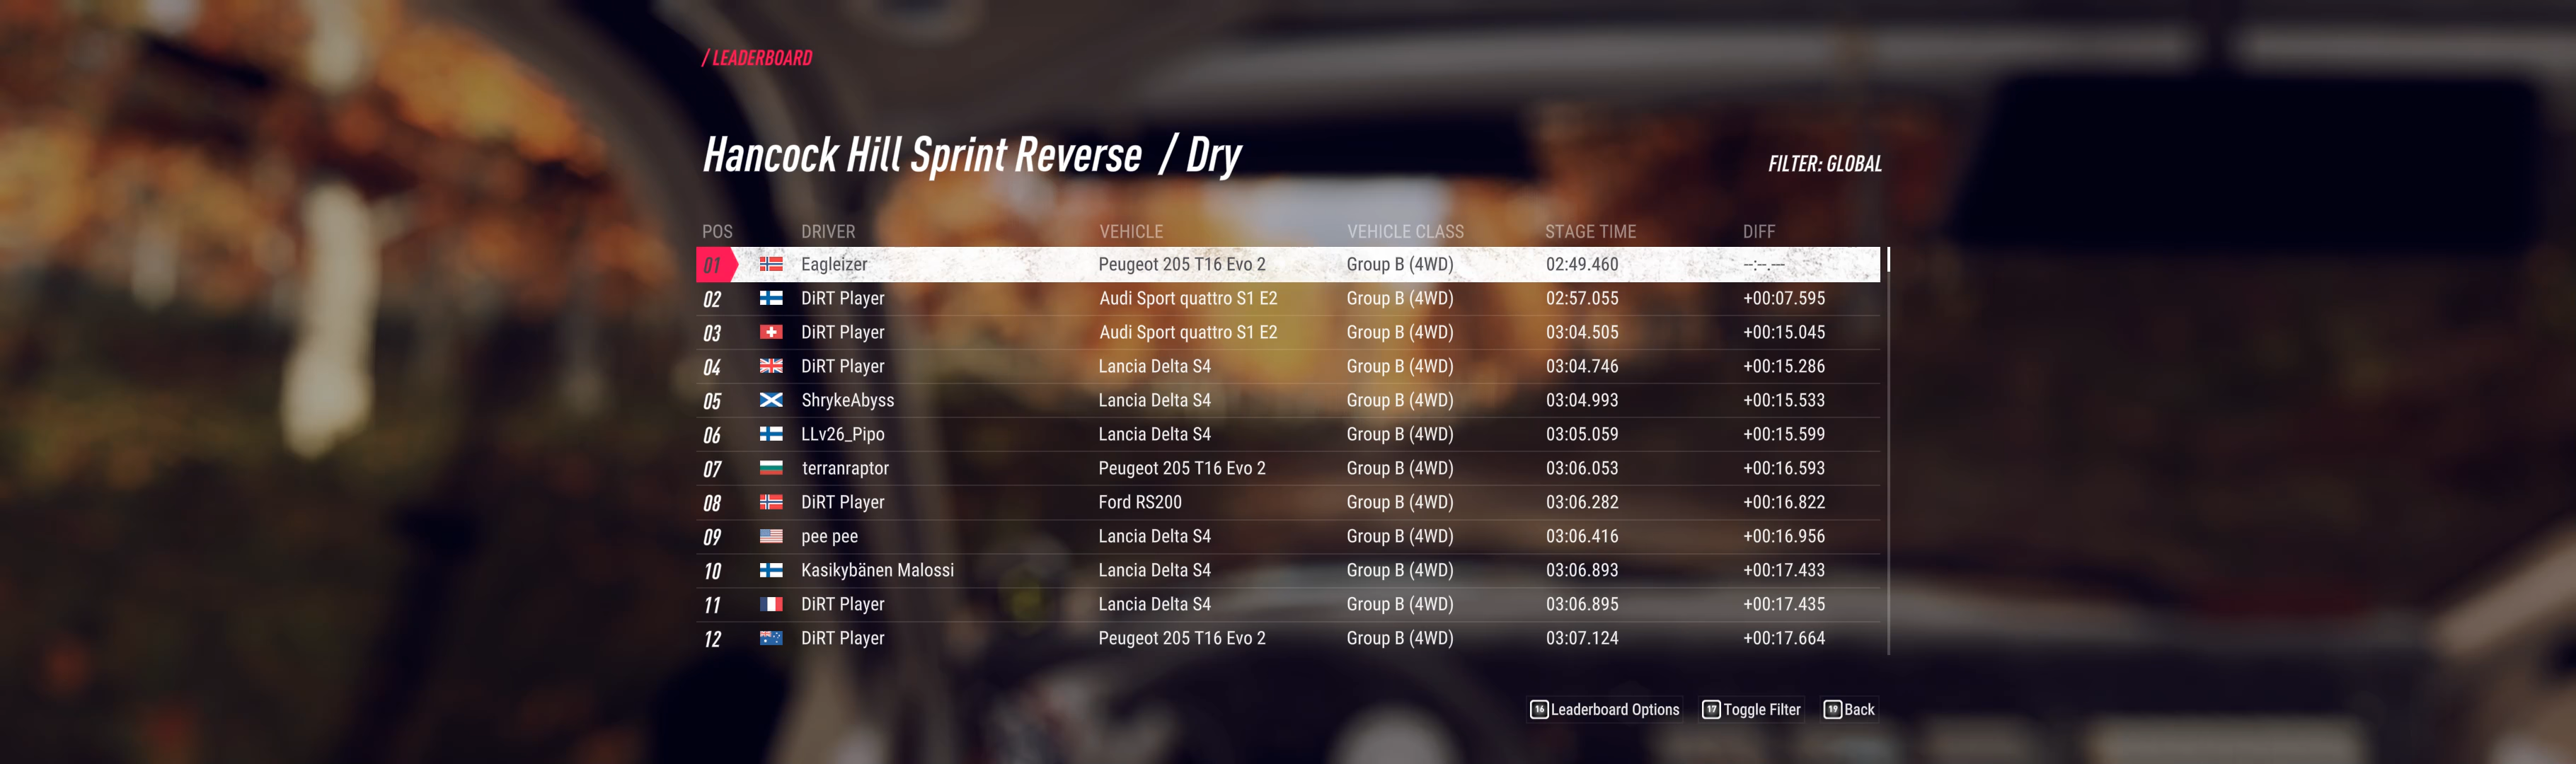 / LEADERBOARD
Hancock Hill Sprint Reverse / Dry
FILTER: GLOBAL
POS DRIVER VEHICLE VEHICLE CLASS STAGE TIME DIFF
01 Eagleizer Peugeot 205 T16 Evo 2 Group B (4WD) 02:49.460 --:--.---
02 DiRT Player Audi Sport quattro S1 E2 Group B (4WD) 02:57.055 +00:07.595
03 DiRT Player Audi Sport quattro S1 E2 Group B (4WD) 03:04.505 +00:15.045
04 DiRT Player Lancia Delta S4 Group B (4WD) 03:04.746 +00:15.286
05 ShrykeAbyss Lancia Delta S4 Group B (4WD) 03:04.993 +00:15.533
06 LLv26_Pipo Lancia Delta S4 Group B (4WD) 03:05.059 +00:15.599
07 terranraptor Peugeot 205 T16 Evo 2 Group B (4WD) 03:06.053 +00:16.593
08 DiRT Player Ford RS200 Group B (4WD) 03:06.282 +00:16.822
09 pee pee Lancia Delta S4 Group B (4WD) 03:06.416 +00:16.956
10 Kasikybänen Malossi Lancia Delta S4 Group B (4WD) 03:06.893 +00:17.433
11 DiRT Player Lancia Delta S4 Group B (4WD) 03:06.895 +00:17.435
12 DiRT Player Peugeot 205 T16 Evo 2 Group B (4WD) 03:07.124 +00:17.664
16 Leaderboard Options 17 Toggle Filter 19 Back